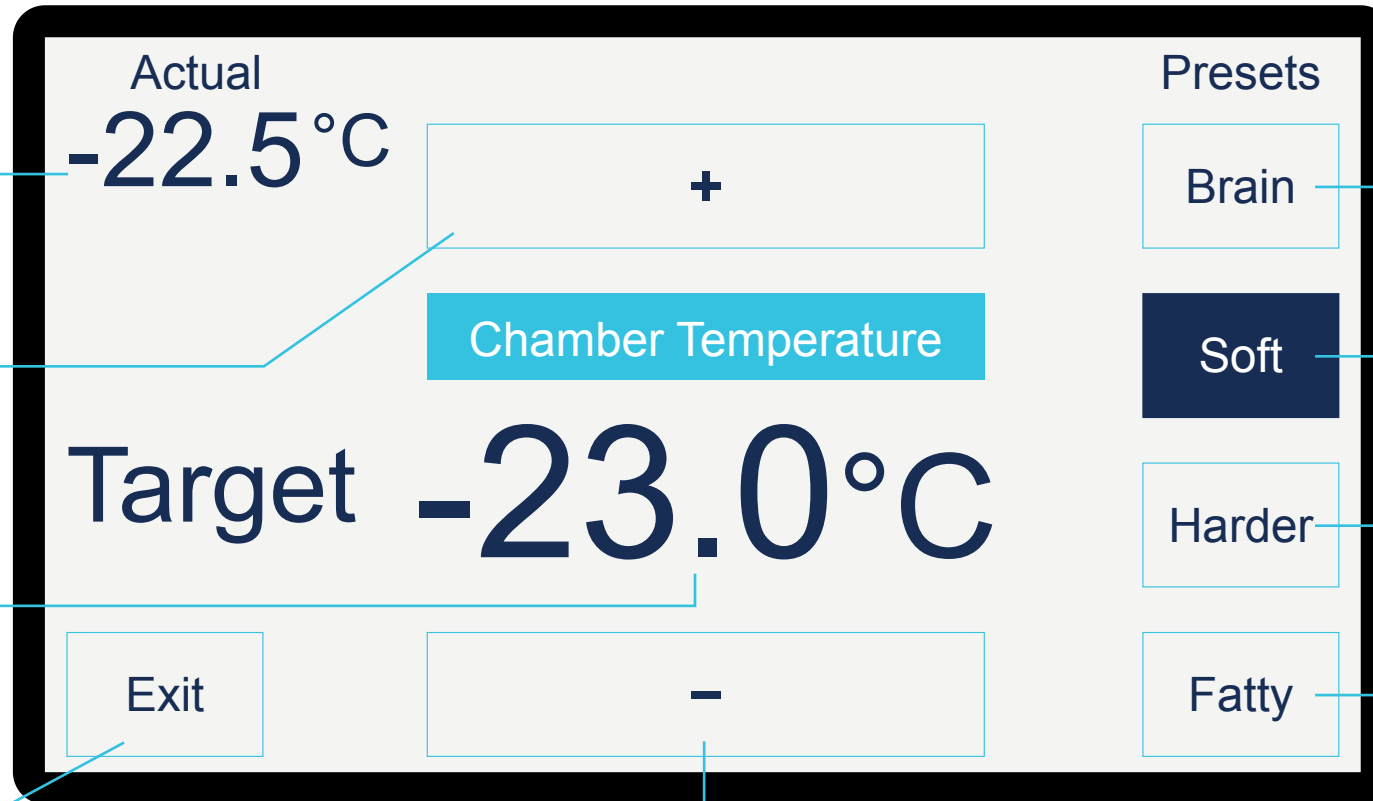 Actual
-22.5°C
+
Chamber Temperature
Target -23.0°C
-
Exit
Presets
Brain
Soft
Harder
Fatty